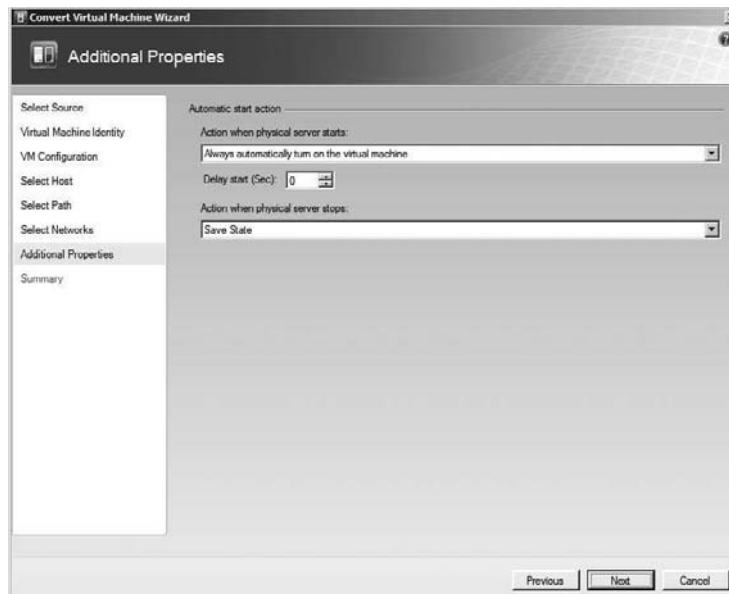 Convert Virtual Machine Wizard
Additional Properties
Select Source
Virtual Machine Identity
VM Configuration
Select Host
Select Path
Select Networks
Additional Properties
Summary
Automatic start action
Action when physical server starts:
Always automatically turn on the virtual machine
Delay start (Sec): 0
Action when physical server stops:
Save State
Previous Next Cancel